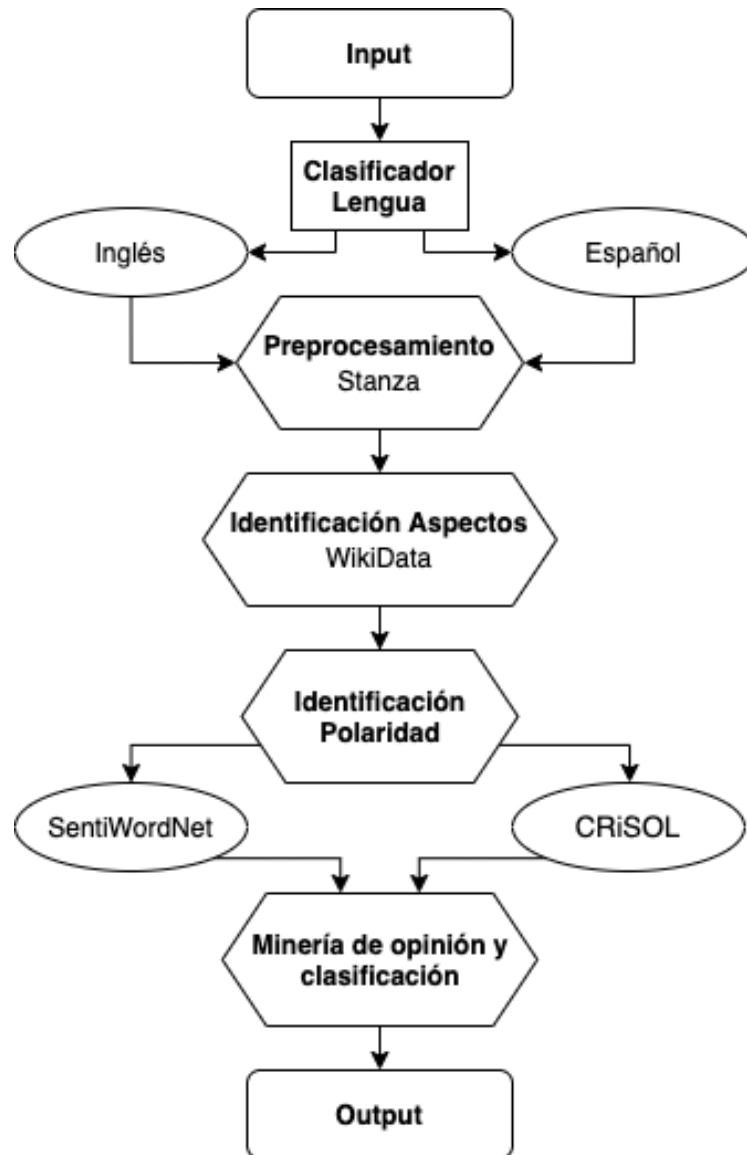 Input
Clasificador
Lengua
Inglés
Español
Preprocesamiento
Stanza
Identificación Aspectos
WikiData
Identificación
Polaridad
SentiWordNet
CRiSOL
Minería de opinión y
clasificación
Output